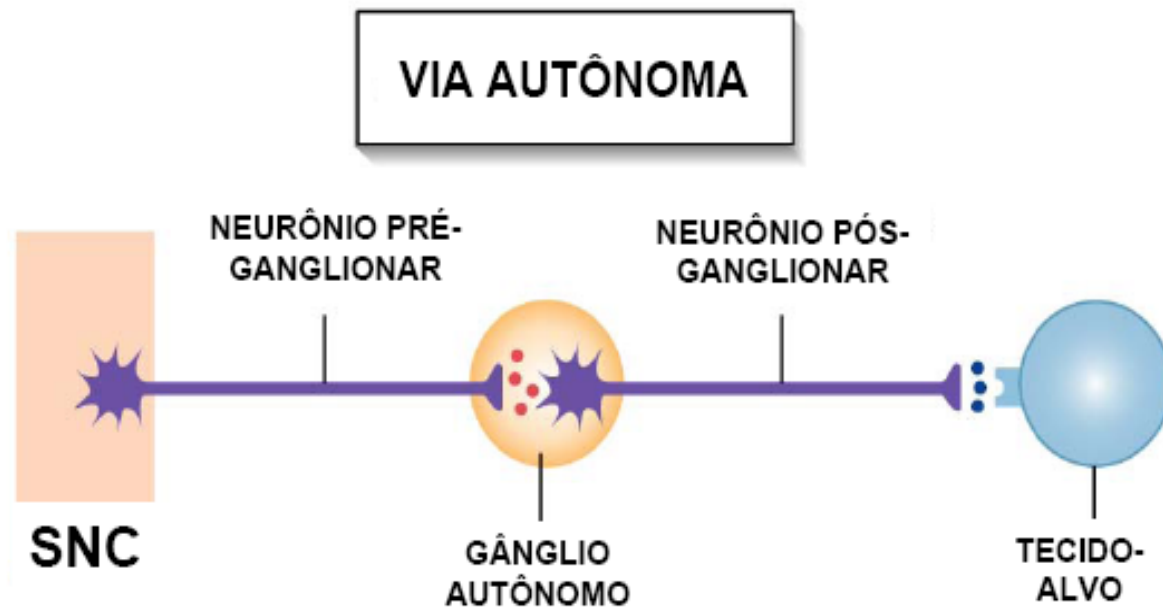 VIA AUTÔNOMA
NEURÔNIO PRÉ-
GANGLIONAR
NEURÔNIO PÓS-
GANGLIONAR
SNC
GÂNGLIO
AUTÔNOMO
TECIDO-
ALVO